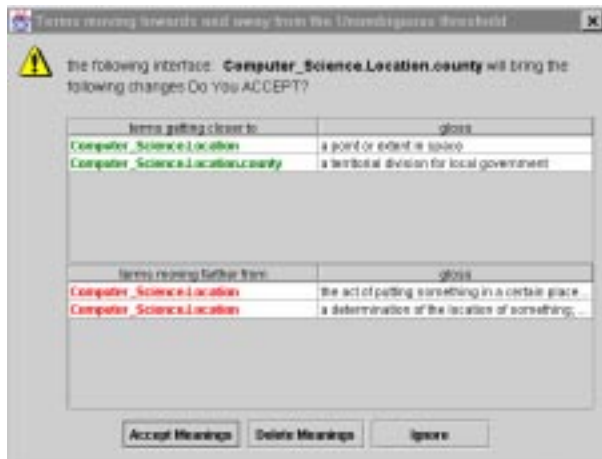 Terms moving towards and away from the Unambiguous threshold
the following interface: Computer_Science.Location.county will bring the
following changes Do You ACCEPT?
terms getting closer to gloss
Computer_Science.Location a point or extent in space
Computer_Science.Location.county a territorial division for local government
terms moving farther from gloss
Computer_Science.Location the act of putting something in a certain place...
Computer_Science.Location a determination of the location of something; ...
Accept Meanings Delete Meanings Ignore